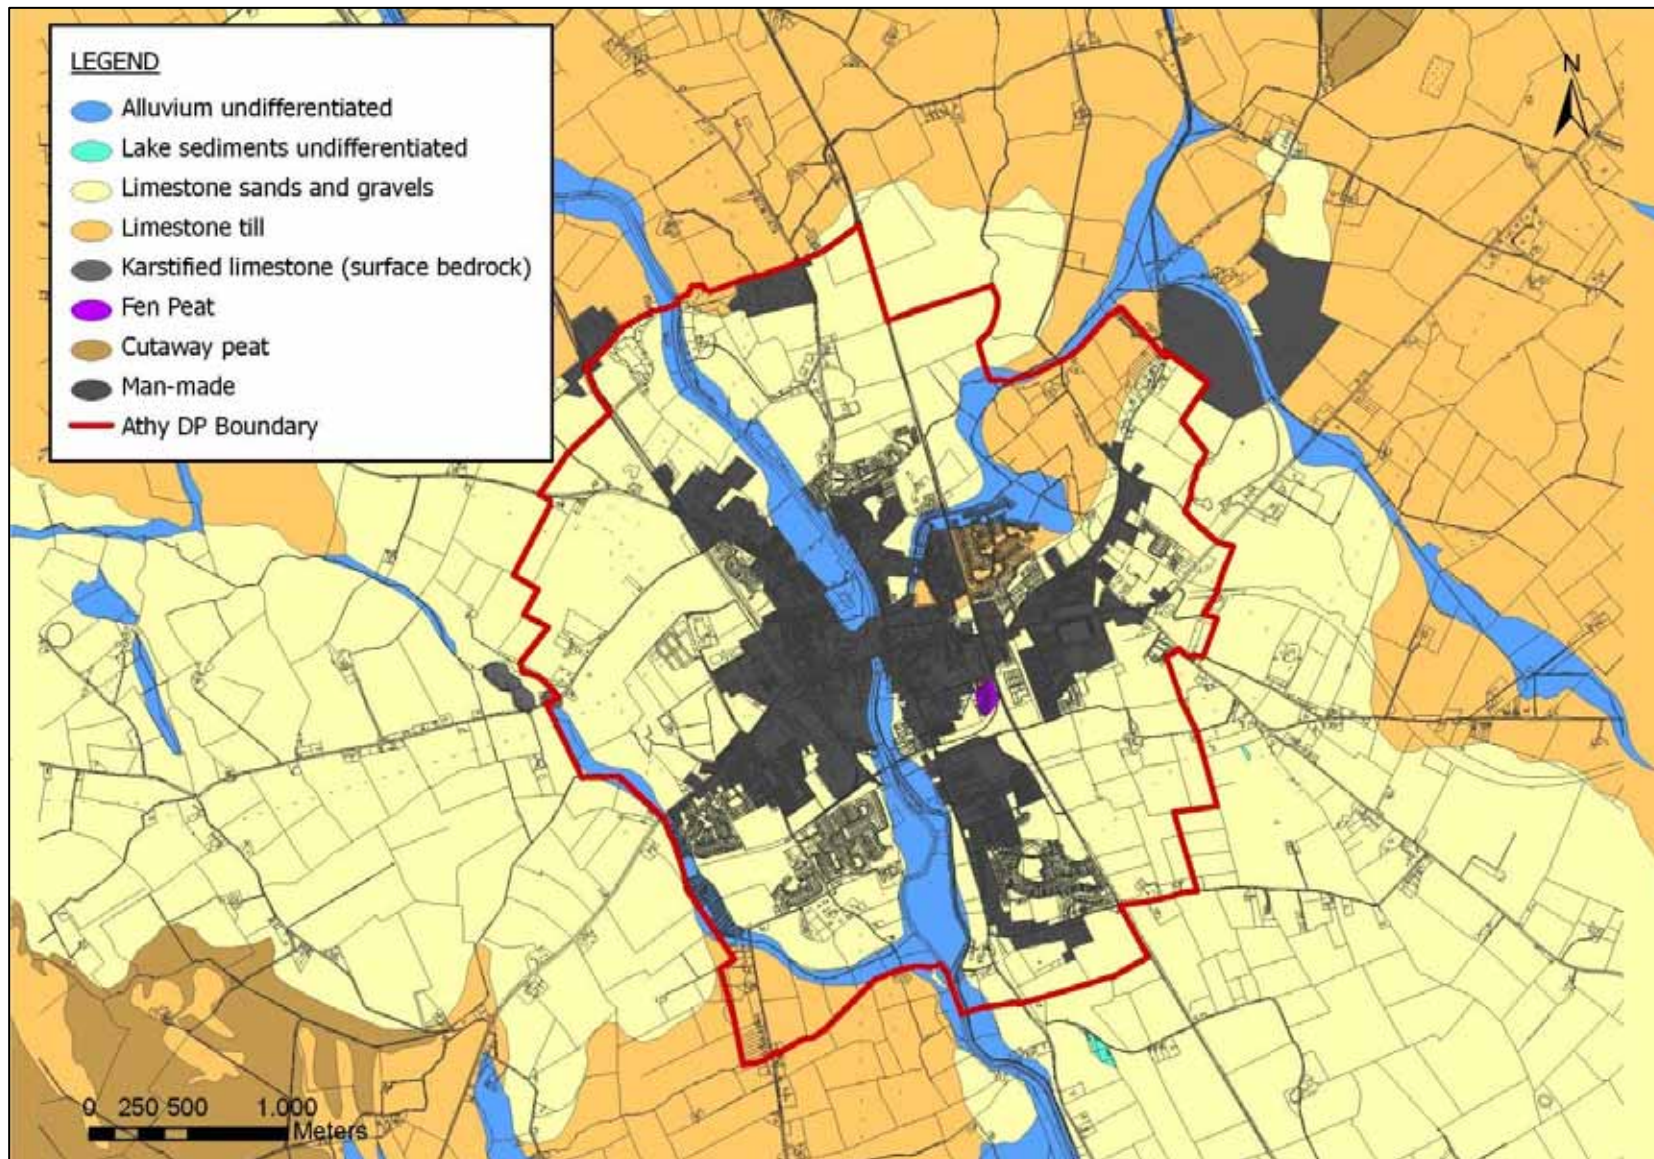 LEGEND
Alluvium undifferentiated
Lake sediments undifferentiated
Limestone sands and gravels
Limestone till
Karstified limestone (surface bedrock)
Fen Peat
Cutaway peat
Man-made
Athy DP Boundary
N
0 250 500 1.000
Meters